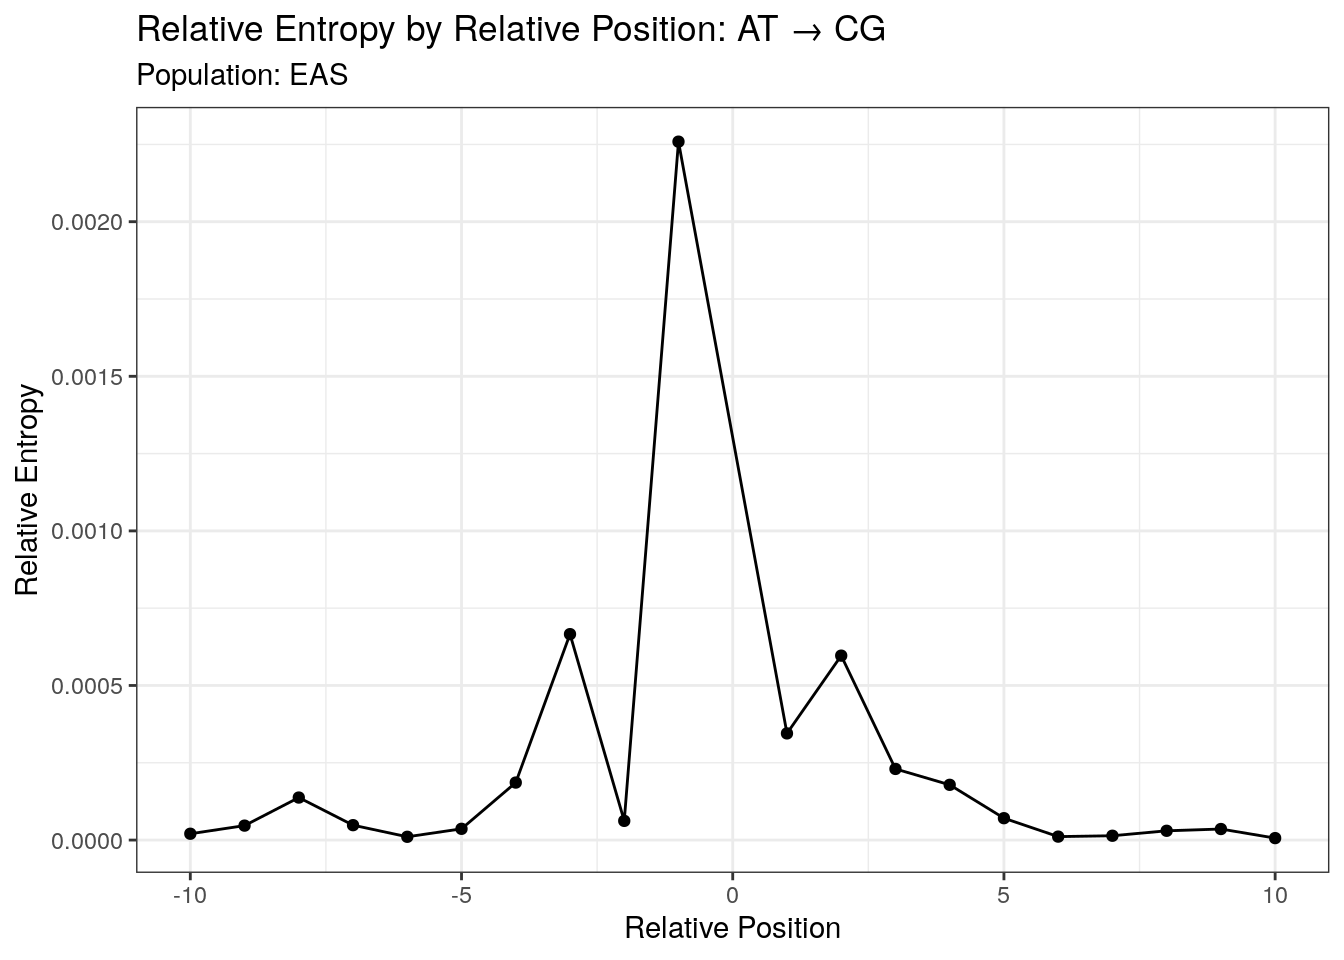 Relative Entropy by Relative Position: AT → CG
Population: EAS
Relative Entropy
0.0020
0.0015
0.0010
0.0005
0.0000
-10 -5 0 5 10
Relative Position